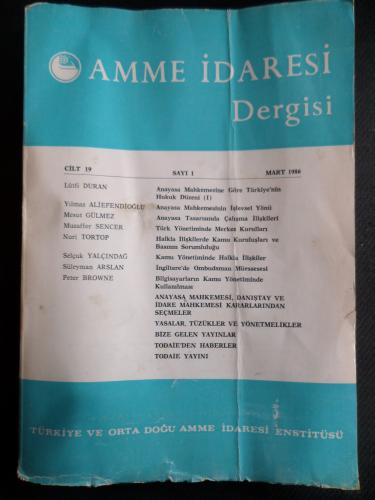 AMME İDARESİ
Dergisi
CİLT 19 SAYI 1 MART 1986
Lûtfi DURAN Anayasa Mahkemesine Göre Türkiye'nin
Hukuk Düzeni (I)
Yılmaz ALİEFENDİOĞLU Anayasa Mahkemesinin İşlevsel Yönü
Mesut GÜLMEZ Anayasa Tasarımında Çalışma İlişkileri
Muzaffer SENCER Türk Yönetiminde Merkez Kurulları
Nuri TORTOP Halkla İlişkilerde Kamu Kuruluşları ve
Basının Sorumluluğu
Selçuk YALÇINDAĞ Kamu Yönetiminde Halkla İlişkiler
Süleyman ARSLAN İngiltere'de Ombudsman Müessesesi
Peter BROWNE Bilgisayarların Kamu Yönetiminde
Kullanılması
ANAYASA MAHKEMESİ, DANIŞTAY VE
İDARE MAHKEMESİ KARARLARINDAN
SEÇMELER
YASALAR, TÜZÜKLER VE YÖNETMELİKLER
BİZE GELEN YAYINLAR
TODAİE'DEN HABERLER
TODAİE YAYINI
TÜRKİYE VE ORTA DOĞU AMME İDARESİ ENSTİTÜSÜ